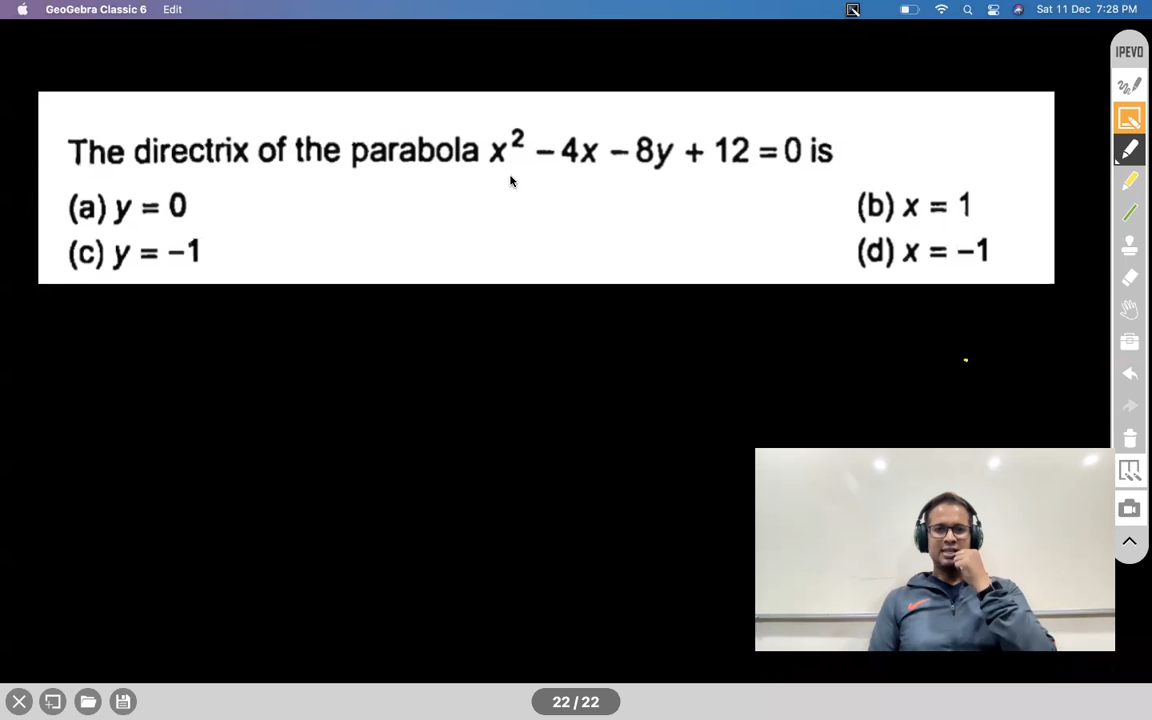 GeoGebra Classic 6 Edit Sat 11 Dec 7:28 PM
IPEVO
The directrix of the parabola x² − 4x − 8y + 12 = 0 is
(a) y = 0 (b) x = 1
(c) y = −1 (d) x = −1
22 / 22